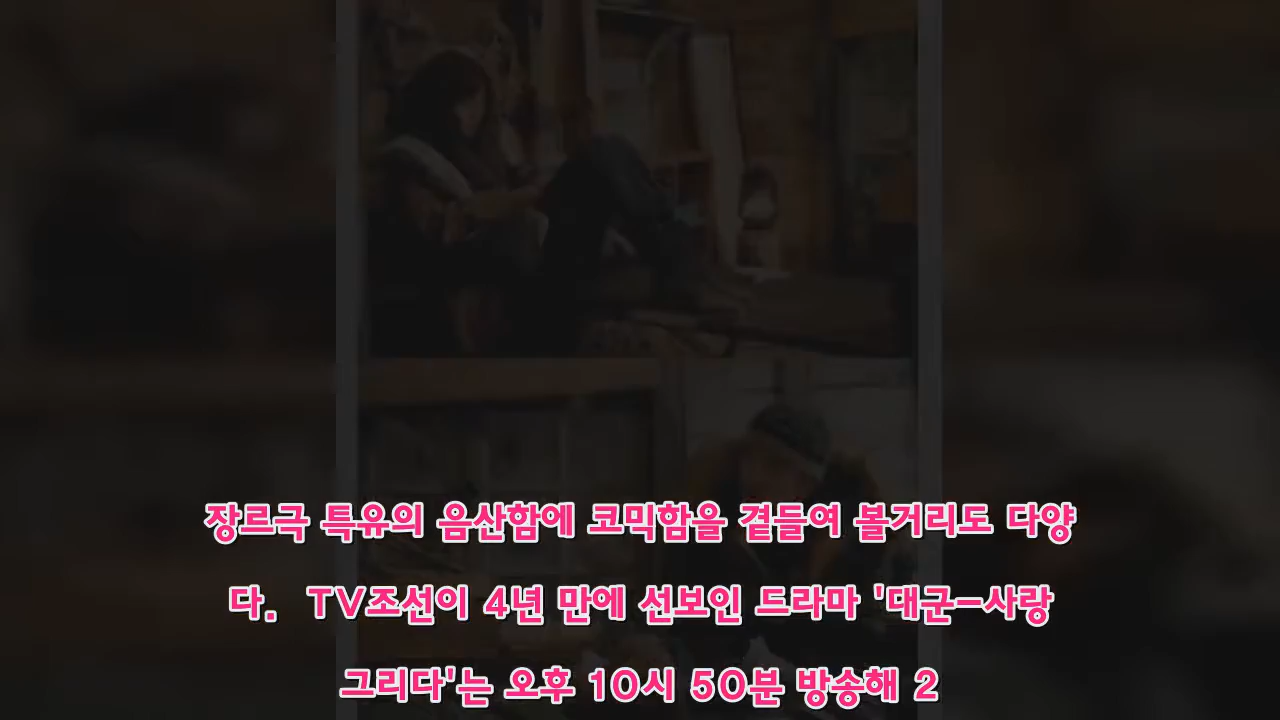 장르극 특유의 음산함에 코믹함을 곁들여 볼거리도 다양
다. TV조선이 4년 만에 선보인 드라마 '대군-사랑
그리다'는 오후 10시 50분 방송해 2